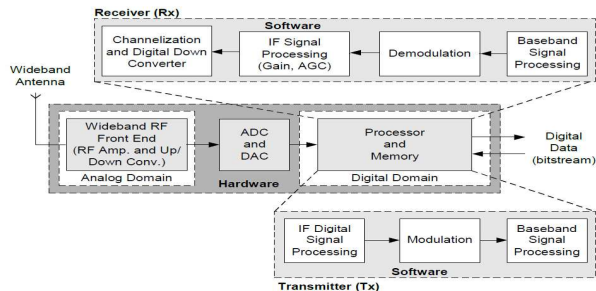 Receiver (Rx)
Software
Channelization
and Digital Down
Converter
IF Signal
Processing
(Gain, AGC)
Demodulation
Baseband
Signal
Processing
Wideband
Antenna
Wideband RF
Front End
(RF Amp. and Up/
Down Conv.)
Analog Domain
ADC
and
DAC
Hardware
Processor
and
Memory
Digital Domain
Digital
Data
(bitstream)
IF Digital
Signal
Processing
Modulation
Baseband
Signal
Processing
Software
Transmitter (Tx)